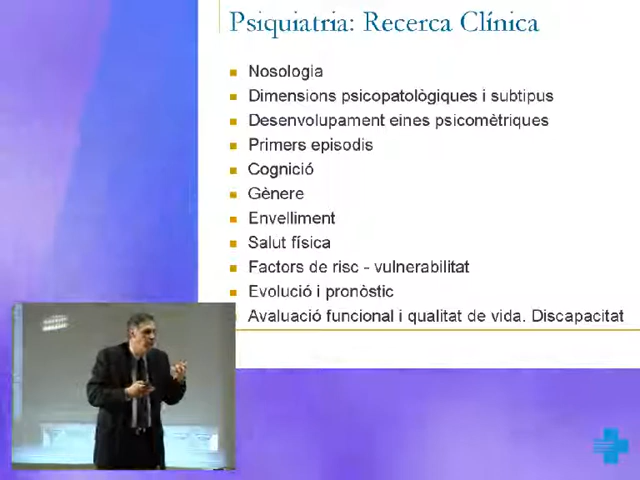 Psiquiatria: Recerca Clínica
Nosologia
Dimensions psicopatològiques i subtipus
Desenvolupament eines psicomètriques
Primers episodis
Cognició
Gènere
Envelliment
Salut física
Factors de risc - vulnerabilitat
Evolució i pronòstic
Avaluació funcional i qualitat de vida. Discapacitat